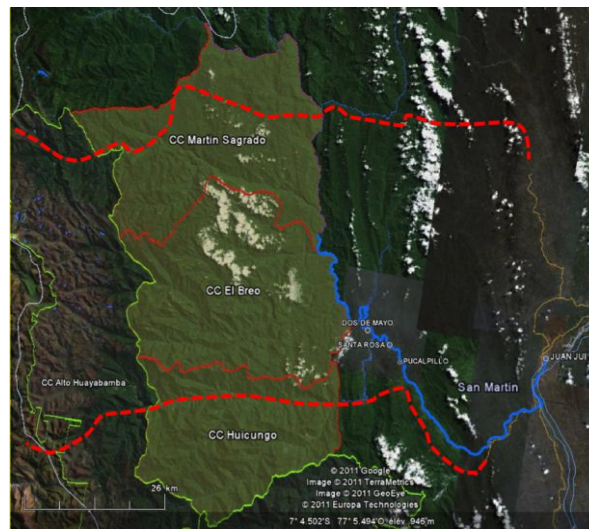 CC Martin Sagrado
CC El Breo
DOS DE MAYO
SANTA ROSA
PUCALPILLO
JUAN JUI
CC Alto Huayabamba
San Martin
CC Huicungo
26 km
© 2011 Google
Image © 2011 TerraMetrics
Image © 2011 GeoEye
© 2011 Europa Technologies
7° 4.502'S 77° 5.494'O élév. 946 m